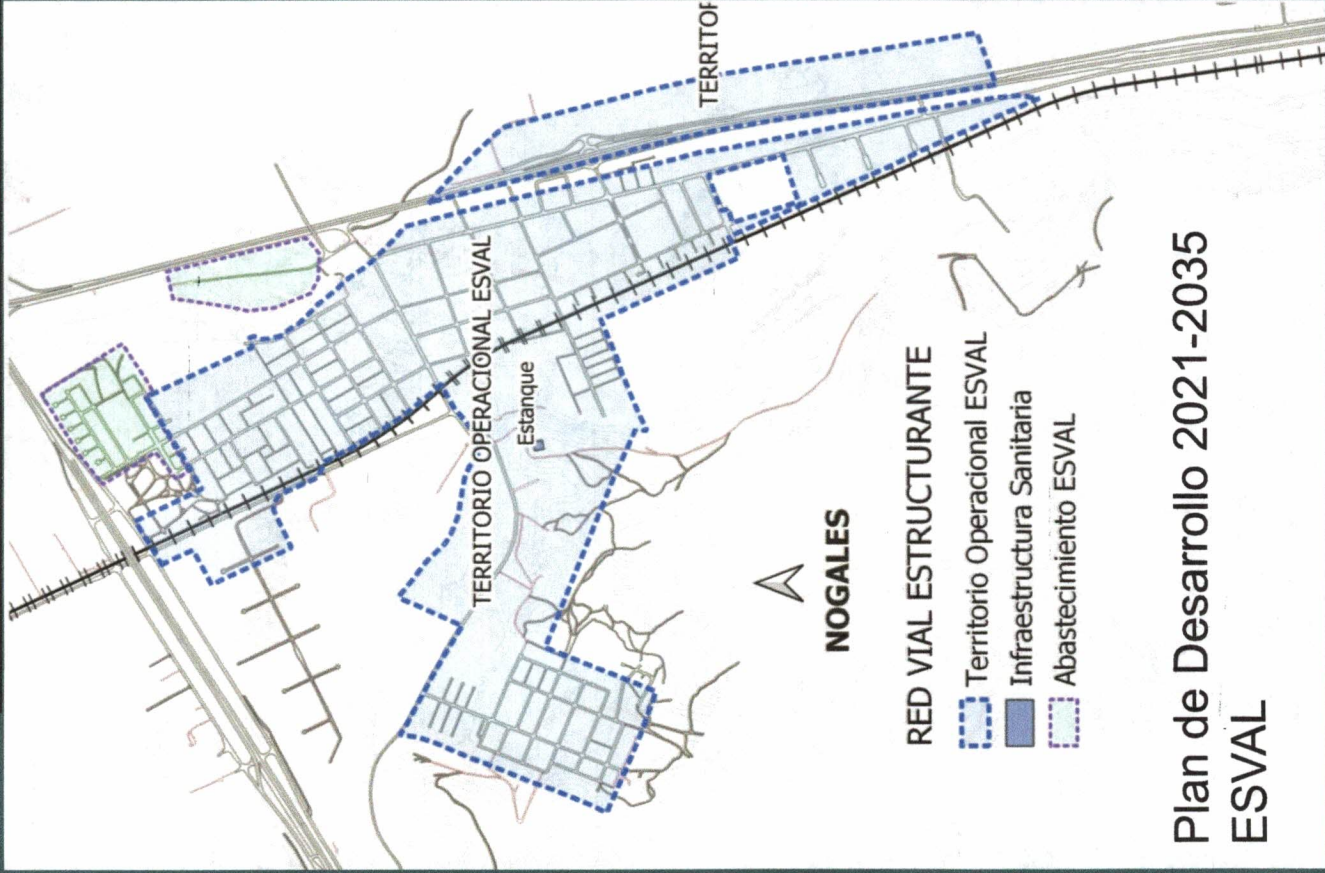 TERRITOR
TERRITORIO OPERACIONAL ESVAL
Estanque
NOGALES
RED VIAL ESTRUCTURANTE
Territorio Operacional ESVAL
Infraestructura Sanitaria
Abastecimiento ESVAL
Plan de Desarrollo 2021-2035
ESVAL